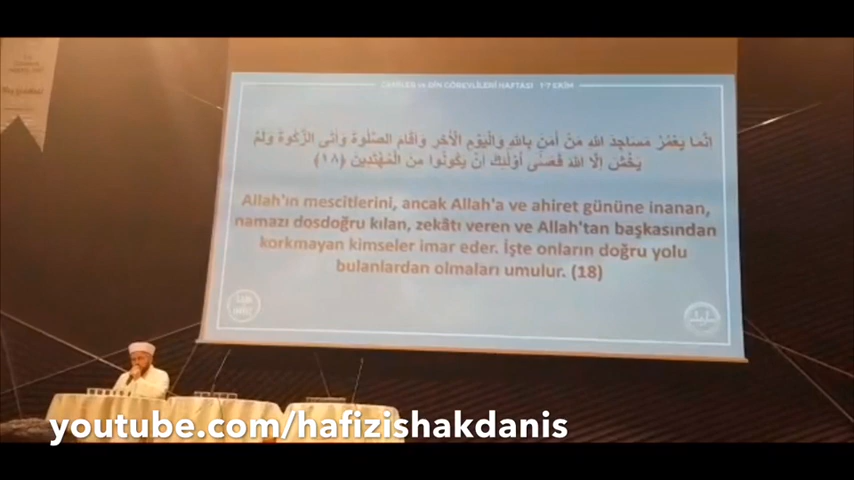 CAMİLER ve DİN GÖREVLİLERİ HAFTASI 1-7 EKİM
اِنَّمَا يَعْمُرُ مَسَاجِدَ اللّٰهِ مَنْ اٰمَنَ بِاللّٰهِ وَالْيَوْمِ الْاٰخِرِ وَاَقَامَ الصَّلٰوةَ وَاٰتَى الزَّكٰوةَ وَلَمْ
يَخْشَ اِلَّا اللّٰهَ فَعَسٰٓى اُو۬لٰٓئِكَ اَنْ يَكُونُوا مِنَ الْمُهْتَد۪ينَ ﴿١٨﴾
Allah'ın mescitlerini, ancak Allah'a ve ahiret gününe inanan,
namazı dosdoğru kılan, zekâtı veren ve Allah'tan başkasından
korkmayan kimseler imar eder. İşte onların doğru yolu
bulanlardan olmaları umulur. (18)
youtube.com/hafizishakdanis